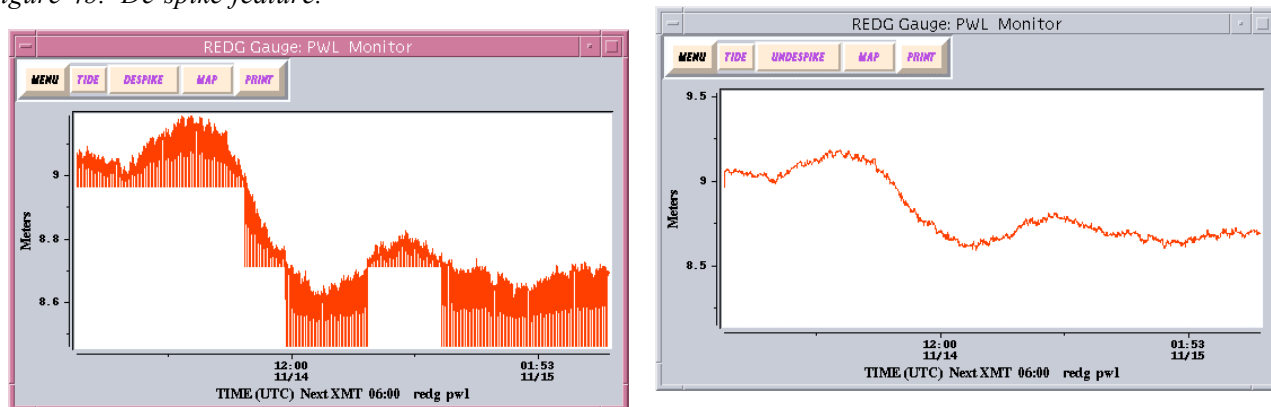 Figure 48: De-spike feature.
REDG Gauge: PWL Monitor
MENU TIDE DESPIKE MAP PRINT
9
8.8
8.6
Meters
12:00
11/14
01:53
11/15
TIME (UTC) Next XMT 06:00 redg pwl
REDG Gauge: PWL Monitor
MENU TIDE UNDESPIKE MAP PRINT
9.5
9
8.5
Meters
12:00
11/14
01:53
11/15
TIME (UTC) Next XMT 06:00 redg pwl